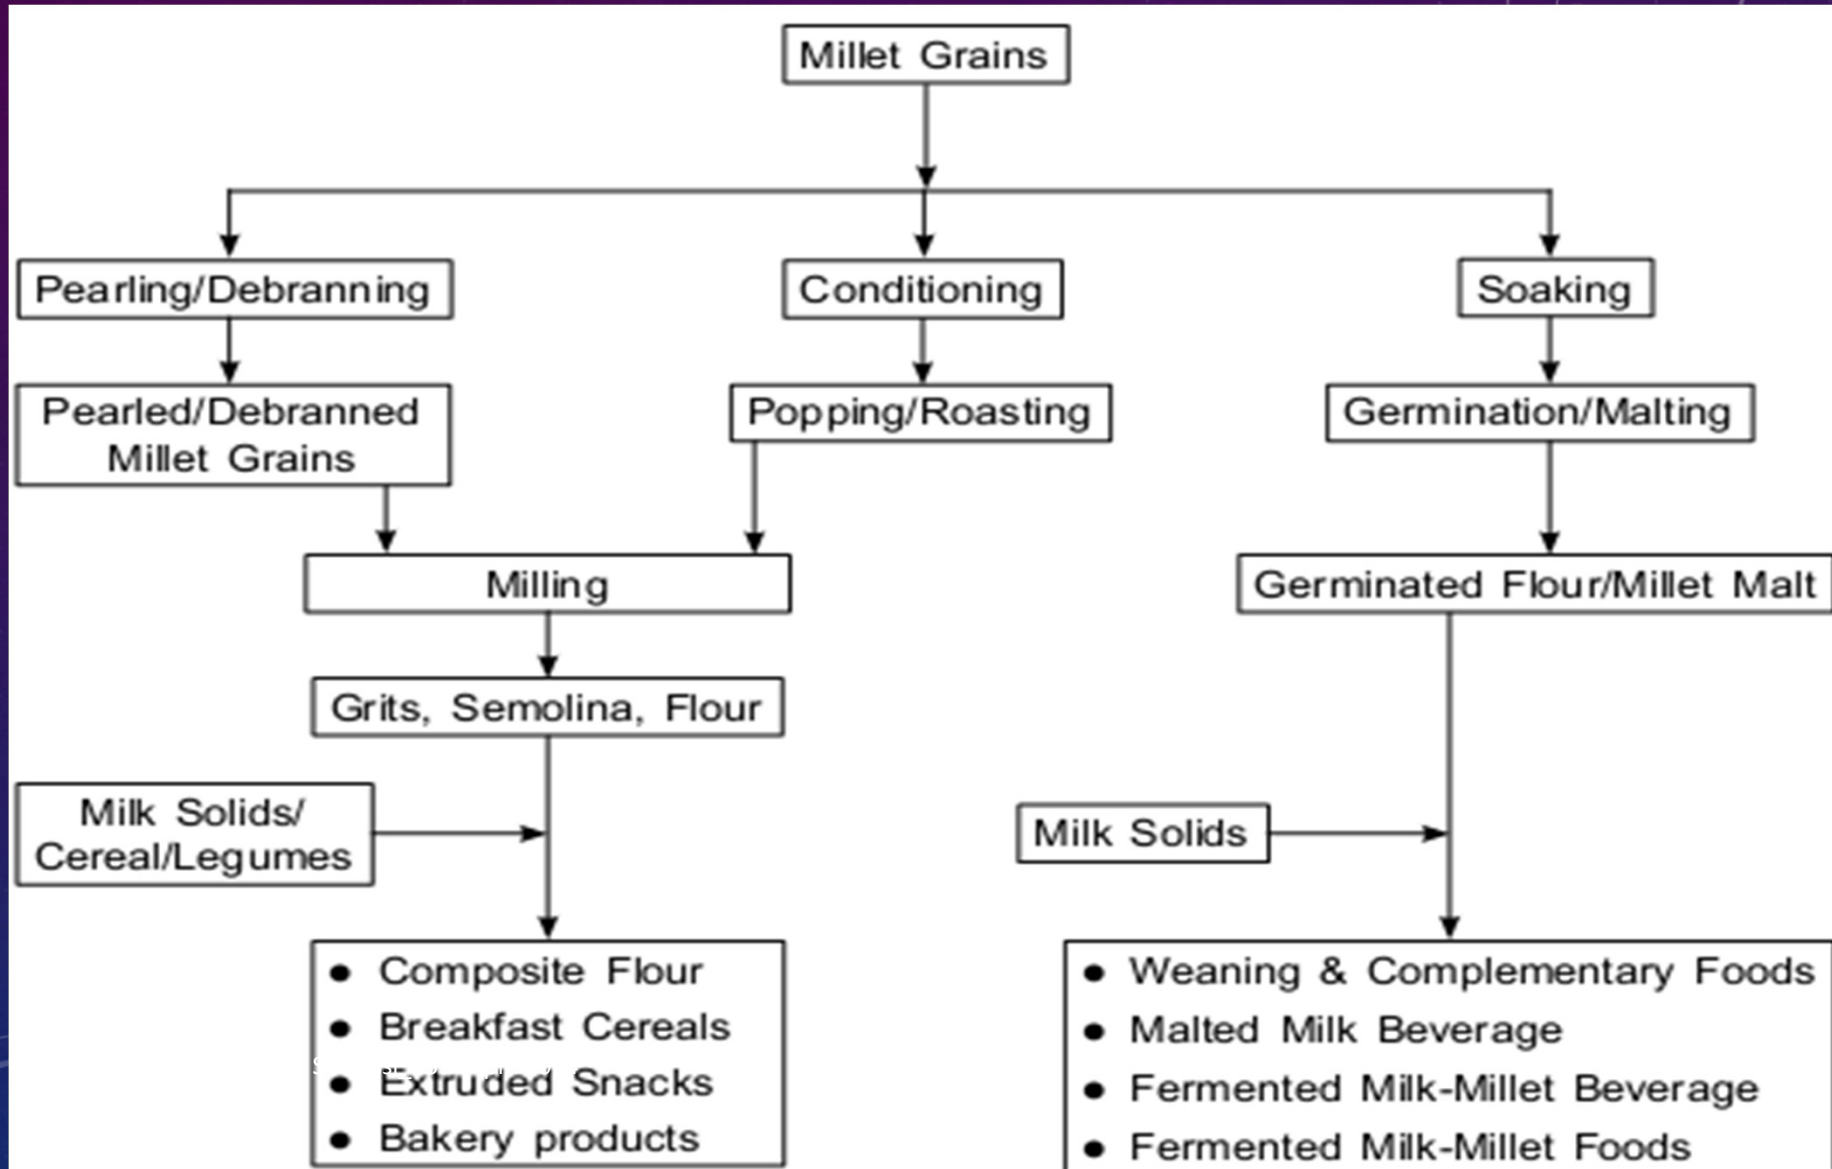 Millet Grains
Pearling/Debranning
Conditioning
Soaking
Pearled/Debranned
Millet Grains
Popping/Roasting
Germination/Malting
Milling
Germinated Flour/Millet Malt
Grits, Semolina, Flour
Milk Solids/
Cereal/Legumes
Milk Solids
● Composite Flour
● Breakfast Cereals
● Extruded Snacks
● Bakery products
● Weaning & Complementary Foods
● Malted Milk Beverage
● Fermented Milk-Millet Beverage
● Fermented Milk-Millet Foods